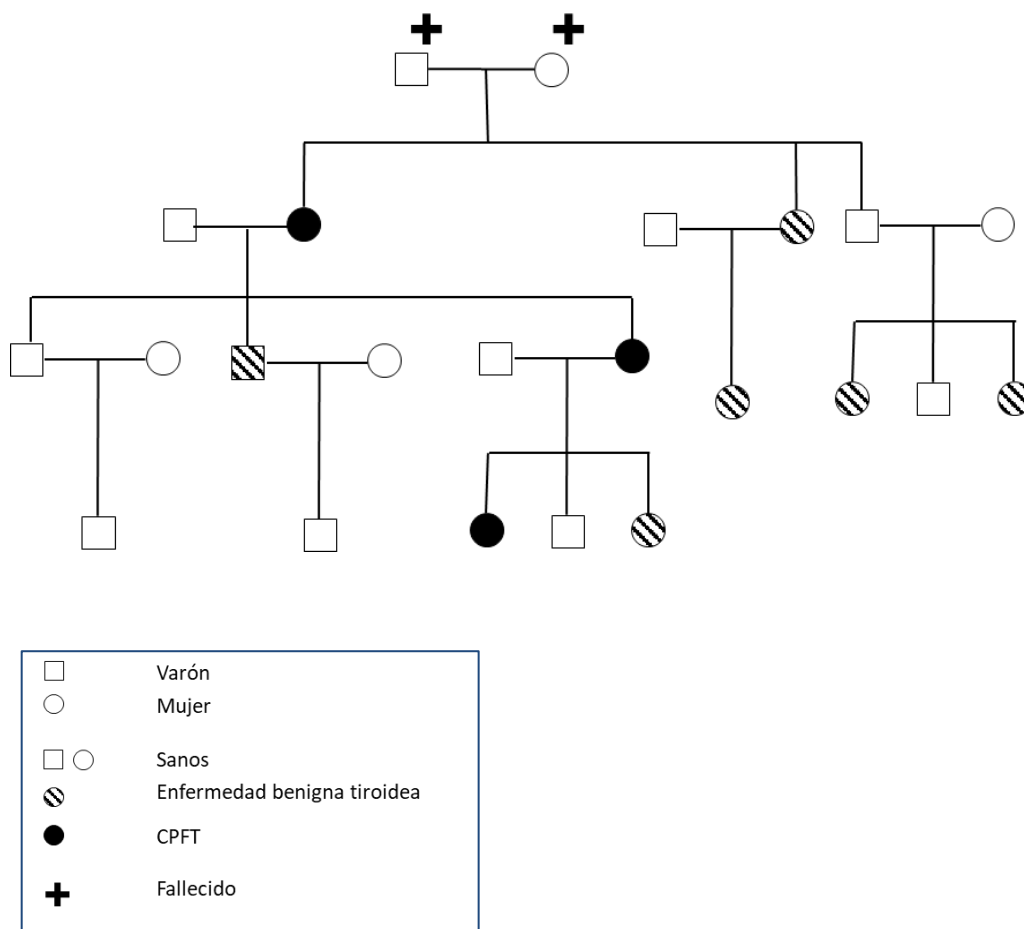 Varón
Mujer
Sanos
Enfermedad benigna tiroidea
CPFT
Fallecido